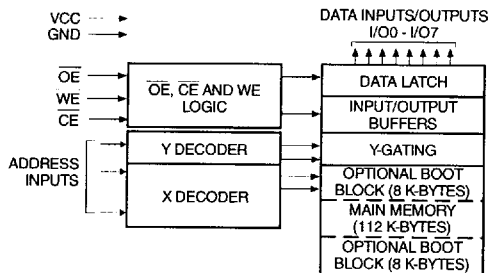 VCC
GND
DATA INPUTS/OUTPUTS
I/O0 - I/O7
OE
WE
CE
OE, CE AND WE
LOGIC
ADDRESS
INPUTS
Y DECODER
X DECODER
DATA LATCH
INPUT/OUTPUT
BUFFERS
Y-GATING
OPTIONAL BOOT
BLOCK (8 K-BYTES)
MAIN MEMORY
(112 K-BYTES)
OPTIONAL BOOT
BLOCK (8 K-BYTES)